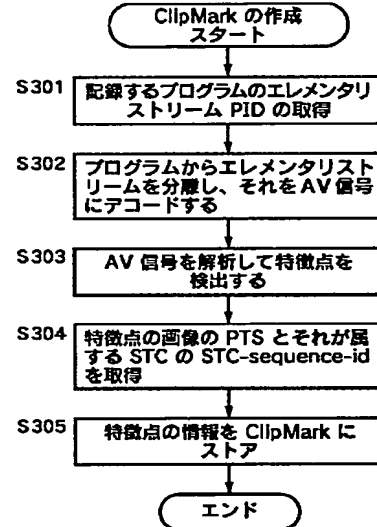 ClipMark の作成
スタート
S301
記録するプログラムのエレメンタリ
ストリーム PID の取得
S302
プログラムからエレメンタリスト
リームを分離し、それを AV 信号
にデコードする
S303
AV 信号を解析して特徴点を
検出する
S304
特徴点の画像の PTS とそれが属
する STC の STC-sequence-id
を取得
S305
特徴点の情報を ClipMark に
ストア
エンド